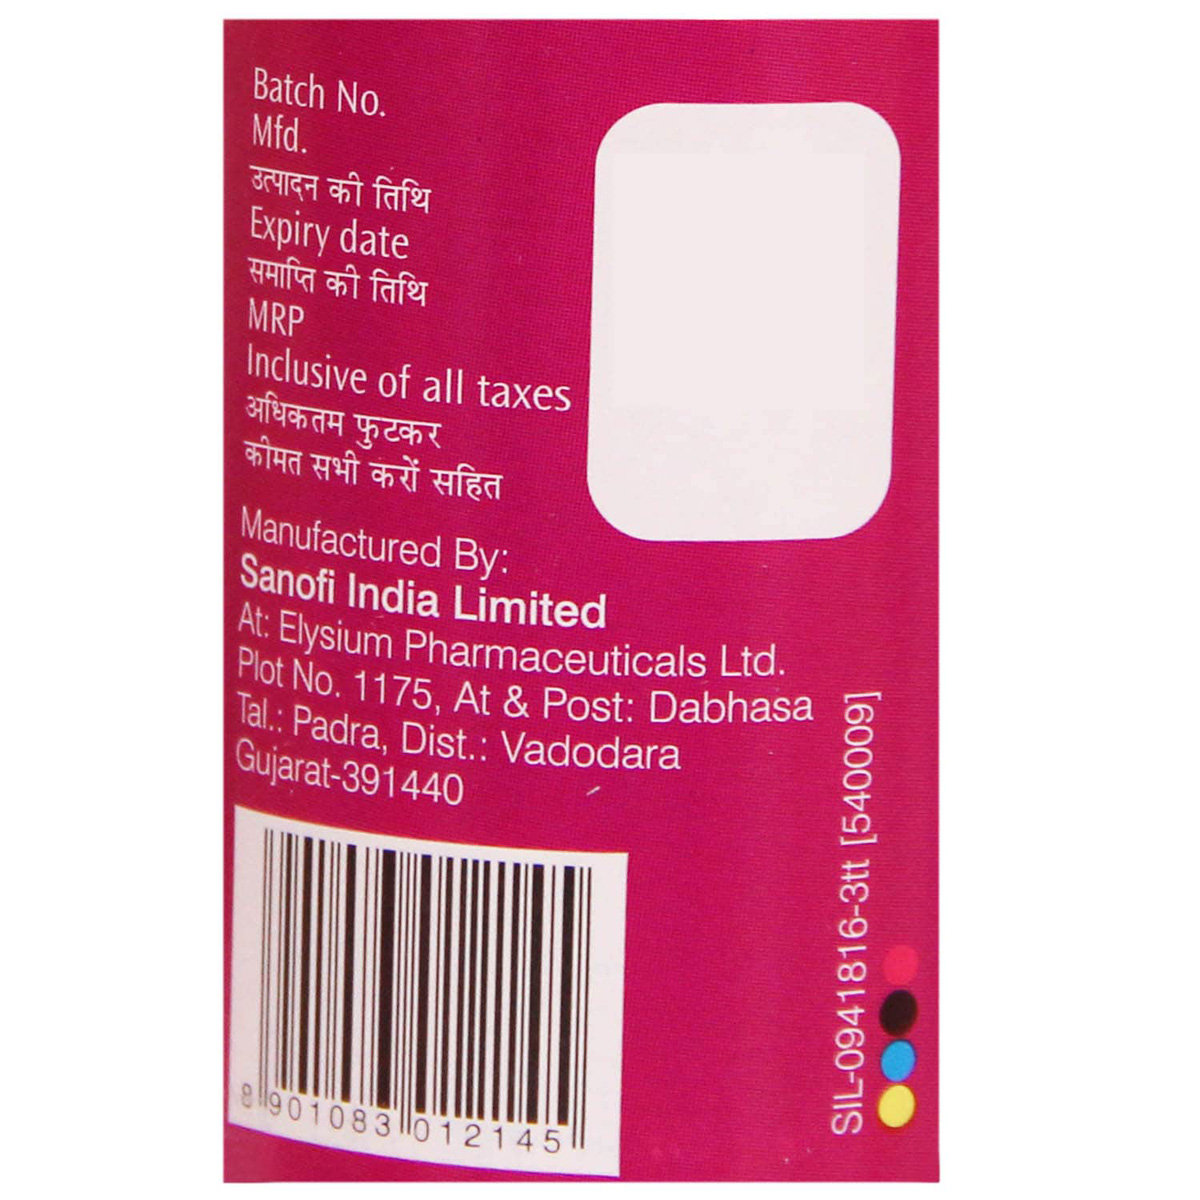 Batch No.
Mfd.
उत्पादन की तिथि
Expiry date
समाप्ति की तिथि
MRP
Inclusive of all taxes
अधिकतम फुटकर
कीमत सभी करों सहित
Manufactured By:
Sanofi India Limited
At: Elysium Pharmaceuticals Ltd.
Plot No. 1175, At & Post: Dabhasa
Tal.: Padra, Dist.: Vadodara
Gujarat-391440
8 901083 012145
SIL-0941816-3tt [540009]